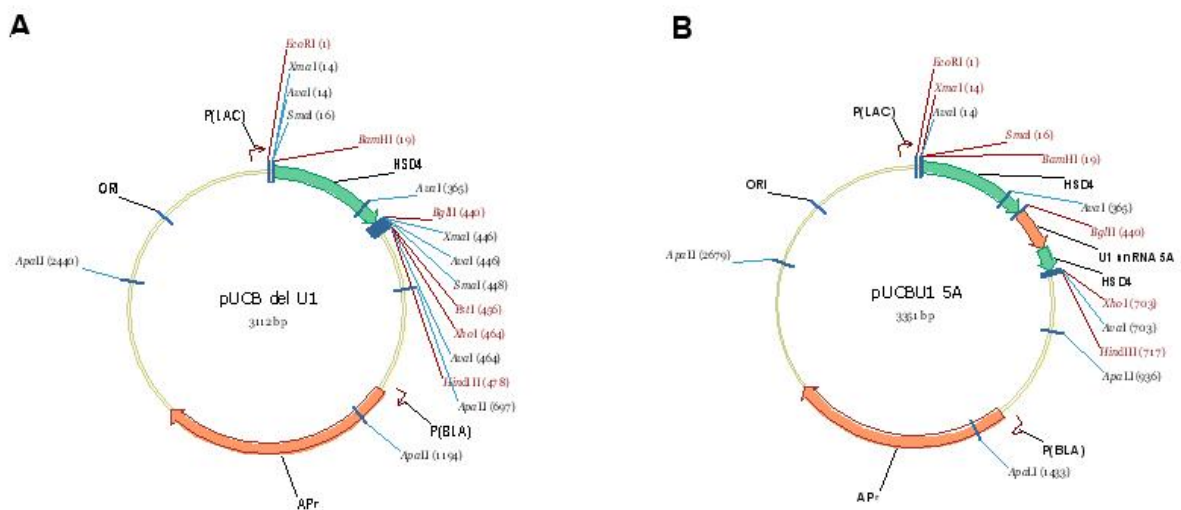 A
EcoRI (1)
XmaI (14)
AvaI (14)
SmaI (16)
P(LAC)
BamHI (19)
HSD4
ORI
AvaI (365)
BglII (440)
XmaI (446)
AvaI (446)
SmaI (448)
PstI (456)
XhoI (464)
AvaI (464)
HindIII (478)
ApaLI (697)
ApaLI (2440)
pUCB del U1
3112 bp
P(BLA)
ApaLI (1194)
APr
B
EcoRI (1)
XmaI (14)
AvaI (14)
P(LAC)
SmaI (16)
BamHI (19)
HSD4
ORI
AvaI (365)
BglII (440)
U1 snRNA 5A
HSD4
XhoI (703)
AvaI (703)
HindIII (717)
ApaLI (936)
ApaLI (2679)
pUCBU1 5A
3351 bp
P(BLA)
ApaLI (1433)
APr